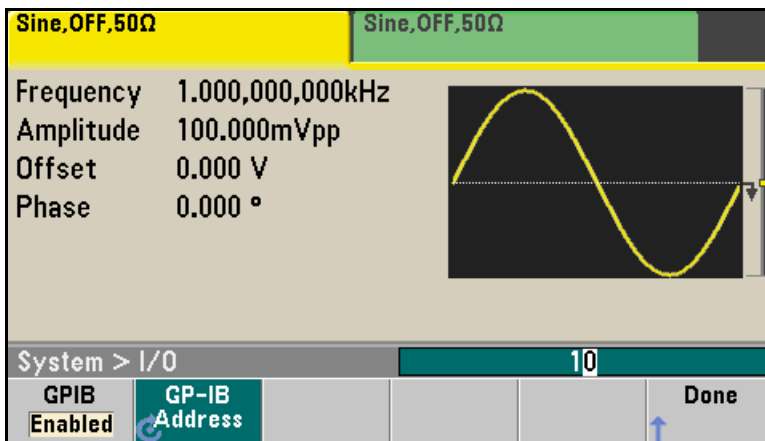 Sine,OFF,50Ω
Sine,OFF,50Ω
Frequency 1.000,000,000kHz
Amplitude 100.000mVpp
Offset 0.000 V
Phase 0.000 °
System > I/O
10
GPIB
Enabled
GP-IB
Address
Done